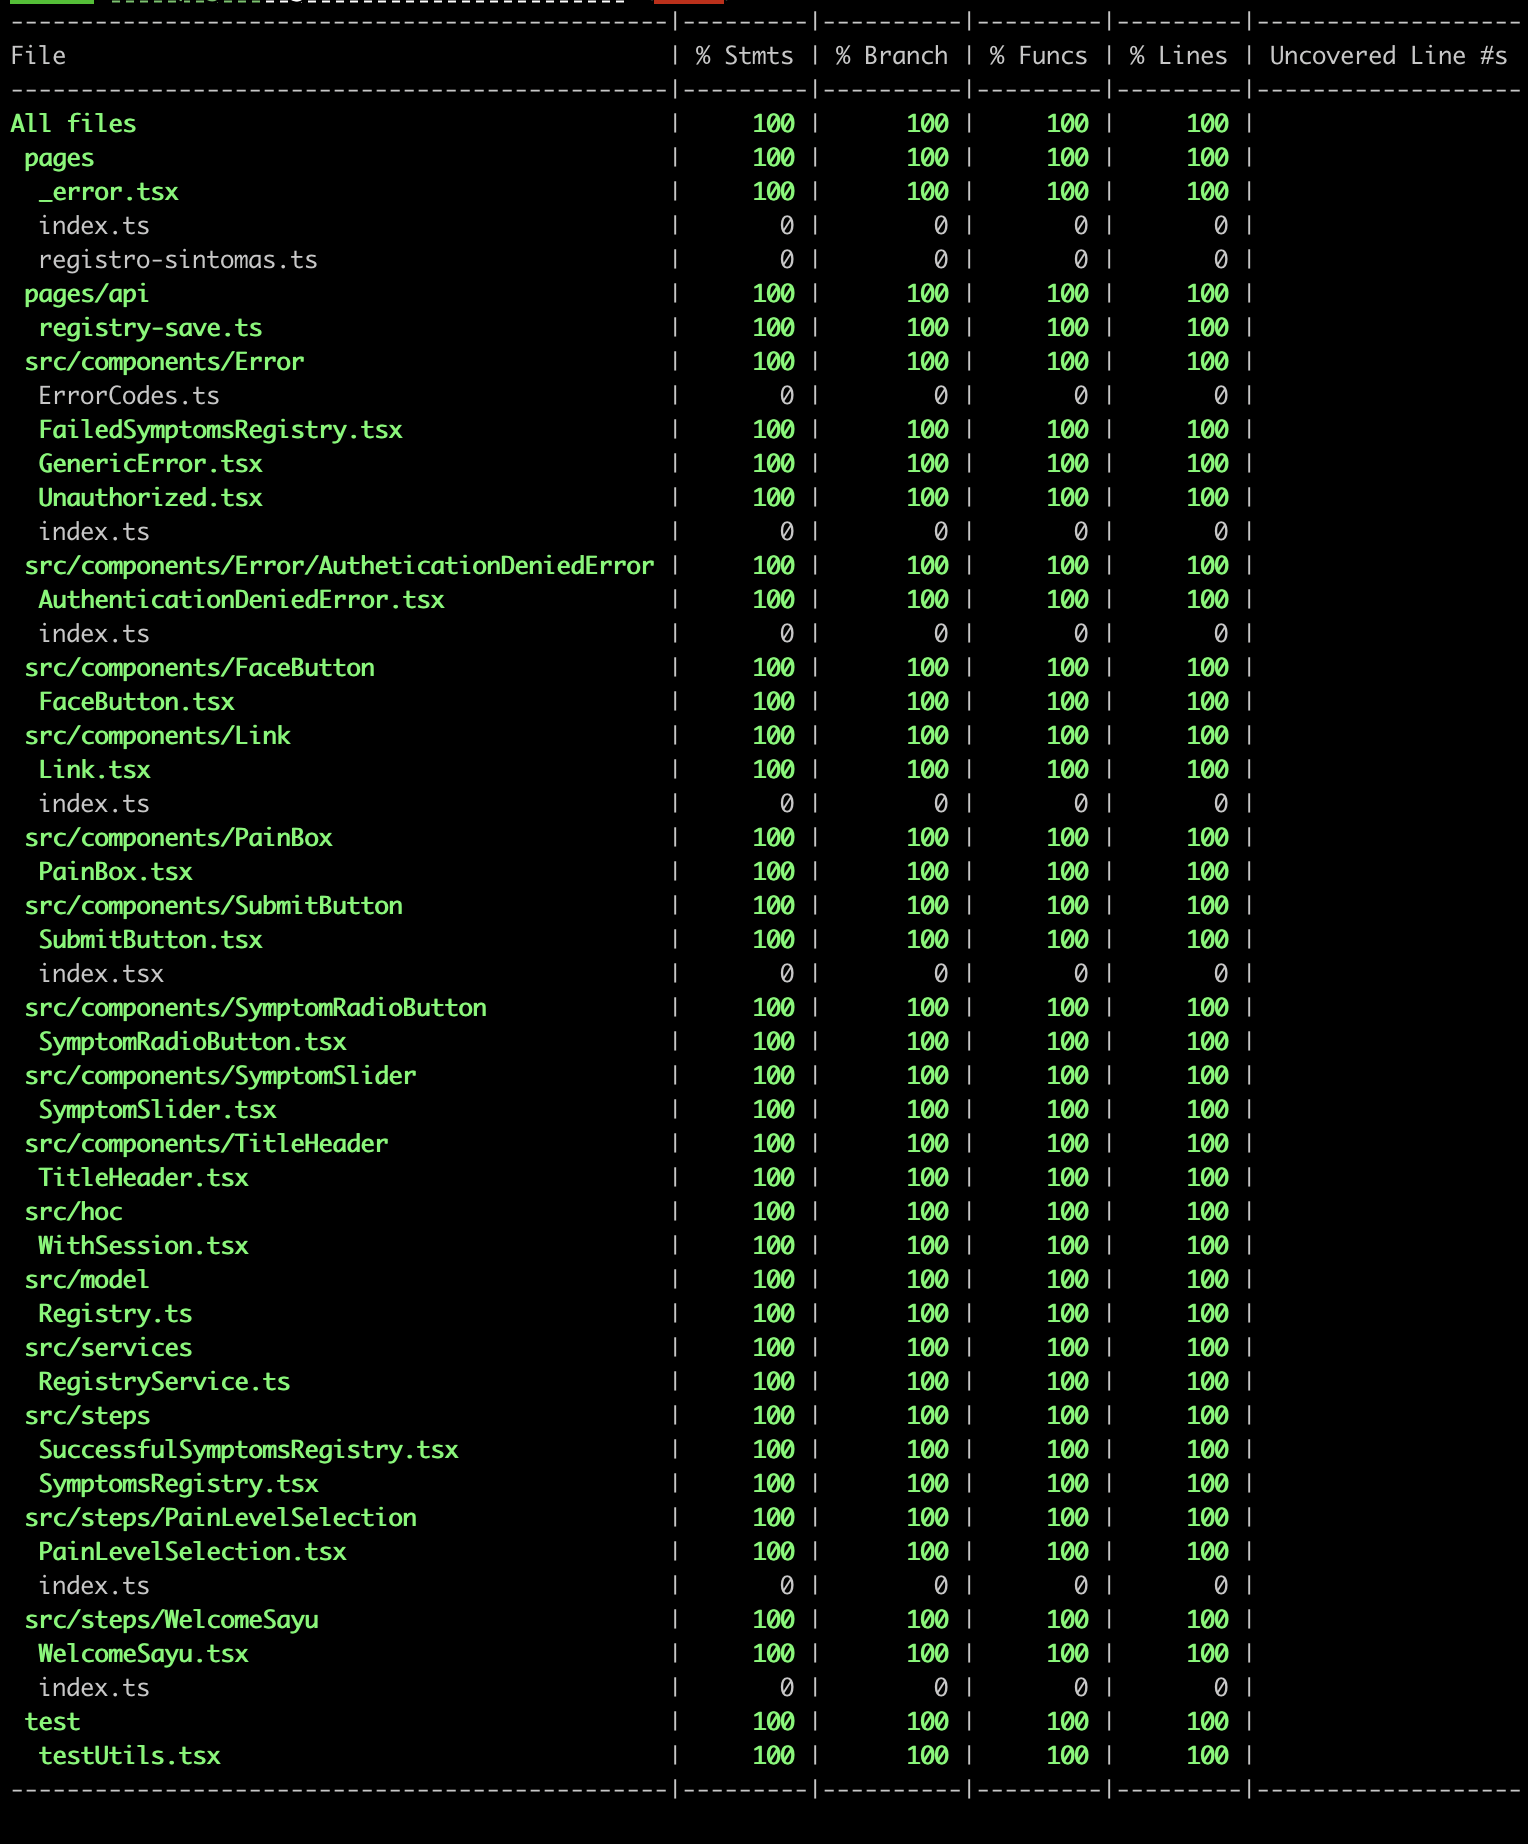 -----------------------------------------------|---------|----------|---------|---------|-------------------
File | % Stmts | % Branch | % Funcs | % Lines | Uncovered Line #s
-----------------------------------------------|---------|----------|---------|---------|-------------------
All files | 100 | 100 | 100 | 100 |
pages | 100 | 100 | 100 | 100 |
_error.tsx | 100 | 100 | 100 | 100 |
index.ts | 0 | 0 | 0 | 0 |
registro-sintomas.ts | 0 | 0 | 0 | 0 |
pages/api | 100 | 100 | 100 | 100 |
registry-save.ts | 100 | 100 | 100 | 100 |
src/components/Error | 100 | 100 | 100 | 100 |
ErrorCodes.ts | 0 | 0 | 0 | 0 |
FailedSymptomsRegistry.tsx | 100 | 100 | 100 | 100 |
GenericError.tsx | 100 | 100 | 100 | 100 |
Unauthorized.tsx | 100 | 100 | 100 | 100 |
index.ts | 0 | 0 | 0 | 0 |
src/components/Error/AutheticationDeniedError | 100 | 100 | 100 | 100 |
AuthenticationDeniedError.tsx | 100 | 100 | 100 | 100 |
index.ts | 0 | 0 | 0 | 0 |
src/components/FaceButton | 100 | 100 | 100 | 100 |
FaceButton.tsx | 100 | 100 | 100 | 100 |
src/components/Link | 100 | 100 | 100 | 100 |
Link.tsx | 100 | 100 | 100 | 100 |
index.ts | 0 | 0 | 0 | 0 |
src/components/PainBox | 100 | 100 | 100 | 100 |
PainBox.tsx | 100 | 100 | 100 | 100 |
src/components/SubmitButton | 100 | 100 | 100 | 100 |
SubmitButton.tsx | 100 | 100 | 100 | 100 |
index.tsx | 0 | 0 | 0 | 0 |
src/components/SymptomRadioButton | 100 | 100 | 100 | 100 |
SymptomRadioButton.tsx | 100 | 100 | 100 | 100 |
src/components/SymptomSlider | 100 | 100 | 100 | 100 |
SymptomSlider.tsx | 100 | 100 | 100 | 100 |
src/components/TitleHeader | 100 | 100 | 100 | 100 |
TitleHeader.tsx | 100 | 100 | 100 | 100 |
src/hoc | 100 | 100 | 100 | 100 |
WithSession.tsx | 100 | 100 | 100 | 100 |
src/model | 100 | 100 | 100 | 100 |
Registry.ts | 100 | 100 | 100 | 100 |
src/services | 100 | 100 | 100 | 100 |
RegistryService.ts | 100 | 100 | 100 | 100 |
src/steps | 100 | 100 | 100 | 100 |
SuccessfulSymptomsRegistry.tsx | 100 | 100 | 100 | 100 |
SymptomsRegistry.tsx | 100 | 100 | 100 | 100 |
src/steps/PainLevelSelection | 100 | 100 | 100 | 100 |
PainLevelSelection.tsx | 100 | 100 | 100 | 100 |
index.ts | 0 | 0 | 0 | 0 |
src/steps/WelcomeSayu | 100 | 100 | 100 | 100 |
WelcomeSayu.tsx | 100 | 100 | 100 | 100 |
index.ts | 0 | 0 | 0 | 0 |
test | 100 | 100 | 100 | 100 |
testUtils.tsx | 100 | 100 | 100 | 100 |
-----------------------------------------------|---------|----------|---------|---------|-------------------